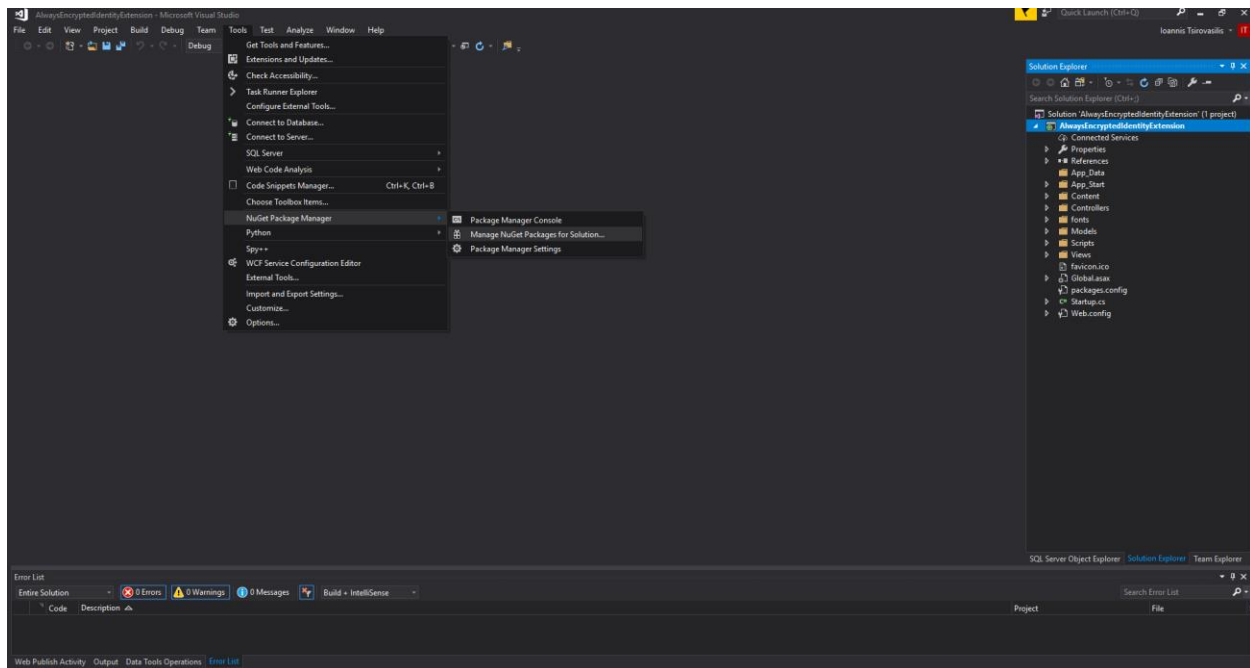 AlwaysEncryptedIdentityExtension - Microsoft Visual Studio
Quick Launch (Ctrl+Q)
File Edit View Project Build Debug Team Tools Test Analyze Window Help
Ioannis Tsirovasilis IT
Debug
Get Tools and Features...
Extensions and Updates...
Check Accessibility...
Task Runner Explorer
Configure External Tools...
Connect to Database...
Connect to Server...
SQL Server
Web Code Analysis
Code Snippets Manager... Ctrl+K, Ctrl+B
Choose Toolbox Items...
NuGet Package Manager
Python
Spy++
WCF Service Configuration Editor
External Tools...
Import and Export Settings...
Customize...
Options...
Package Manager Console
Manage NuGet Packages for Solution...
Package Manager Settings
Solution Explorer
Search Solution Explorer (Ctrl+;)
Solution 'AlwaysEncryptedIdentityExtension' (1 project)
AlwaysEncryptedIdentityExtension
Connected Services
Properties
References
App_Data
App_Start
Content
Controllers
fonts
Models
Scripts
Views
favicon.ico
Global.asax
packages.config
C# Startup.cs
Web.config
SQL Server Object Explorer Solution Explorer Team Explorer
Error List
Entire Solution 0 Errors 0 Warnings 0 Messages Build + IntelliSense Search Error List
Code Description Project File
Web Publish Activity Output Data Tools Operations Error List